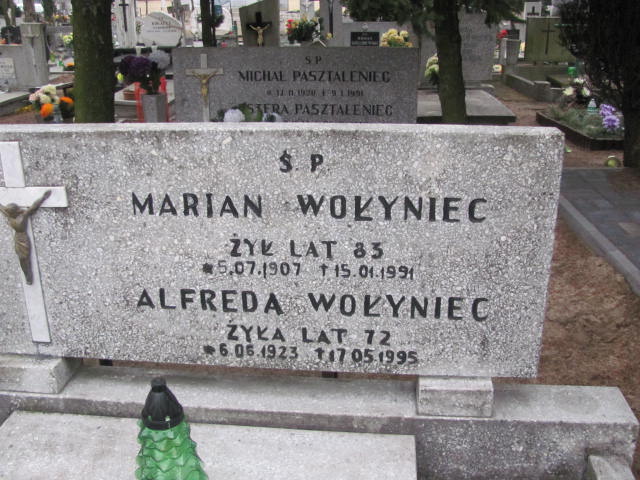 Ś.P.
MICHAŁ PASZTALENIEC
PASZTALENIEC
Ś.P.
MARIAN WOŁYNIEC
ŻYŁ LAT 83
*5.07.1907 †15.01.1991
ALFREDA WOŁYNIEC
ŻYŁA LAT 72
*6.06.1923 †17.05.1995